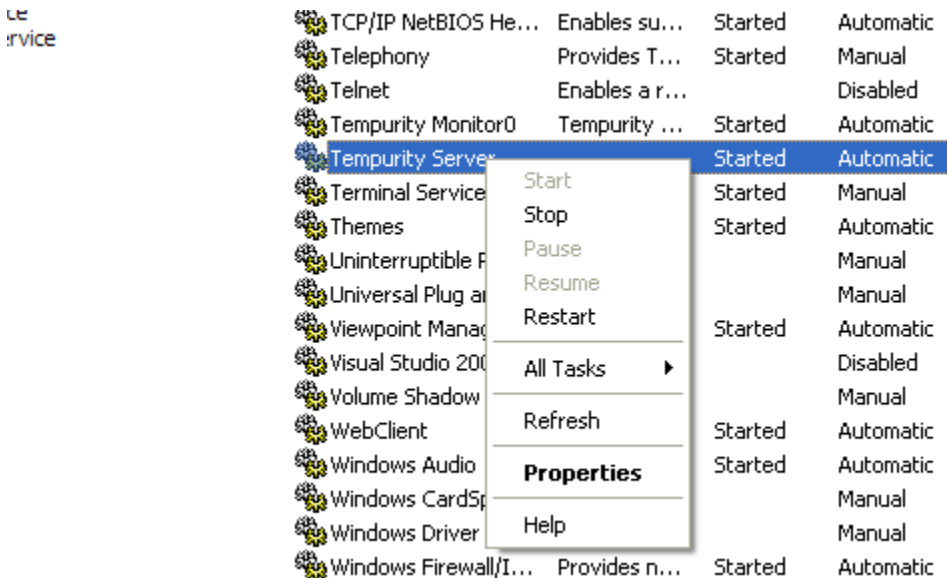 ce
ervice
TCP/IP NetBIOS He... Enables su... Started Automatic
Telephony Provides T... Started Manual
Telnet Enables a r... Disabled
Tempurity Monitor0 Tempurity ... Started Automatic
Tempurity Server Started Automatic
Terminal Service Started Manual
Themes Started Automatic
Uninterruptible P Manual
Universal Plug an Manual
Viewpoint Manag Started Automatic
Visual Studio 200 Disabled
Volume Shadow Manual
WebClient Started Automatic
Windows Audio Started Automatic
Windows CardSp Manual
Windows Driver Manual
Windows Firewall/I... Provides n... Started Automatic
Start
Stop
Pause
Resume
Restart
All Tasks
Refresh
Properties
Help